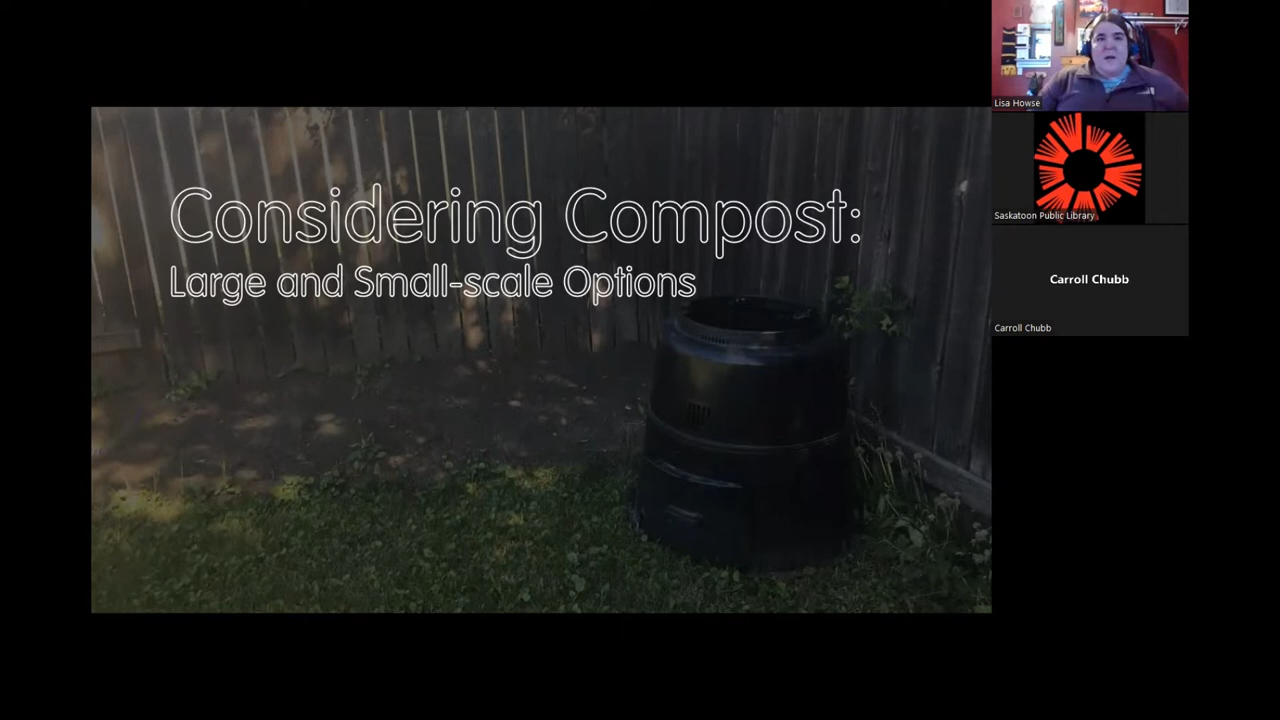 Considering Compost:
Large and Small-scale Options
Lisa Howse
Saskatoon Public Library
Carroll Chubb
Carroll Chubb